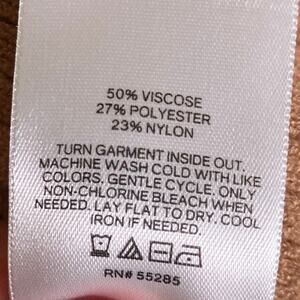 50% VISCOSE
27% POLYESTER
23% NYLON
TURN GARMENT INSIDE OUT.
MACHINE WASH COLD WITH LIKE
COLORS. GENTLE CYCLE. ONLY
NON-CHLORINE BLEACH WHEN
NEEDED. LAY FLAT TO DRY. COOL
IRON IF NEEDED.
RN# 55285